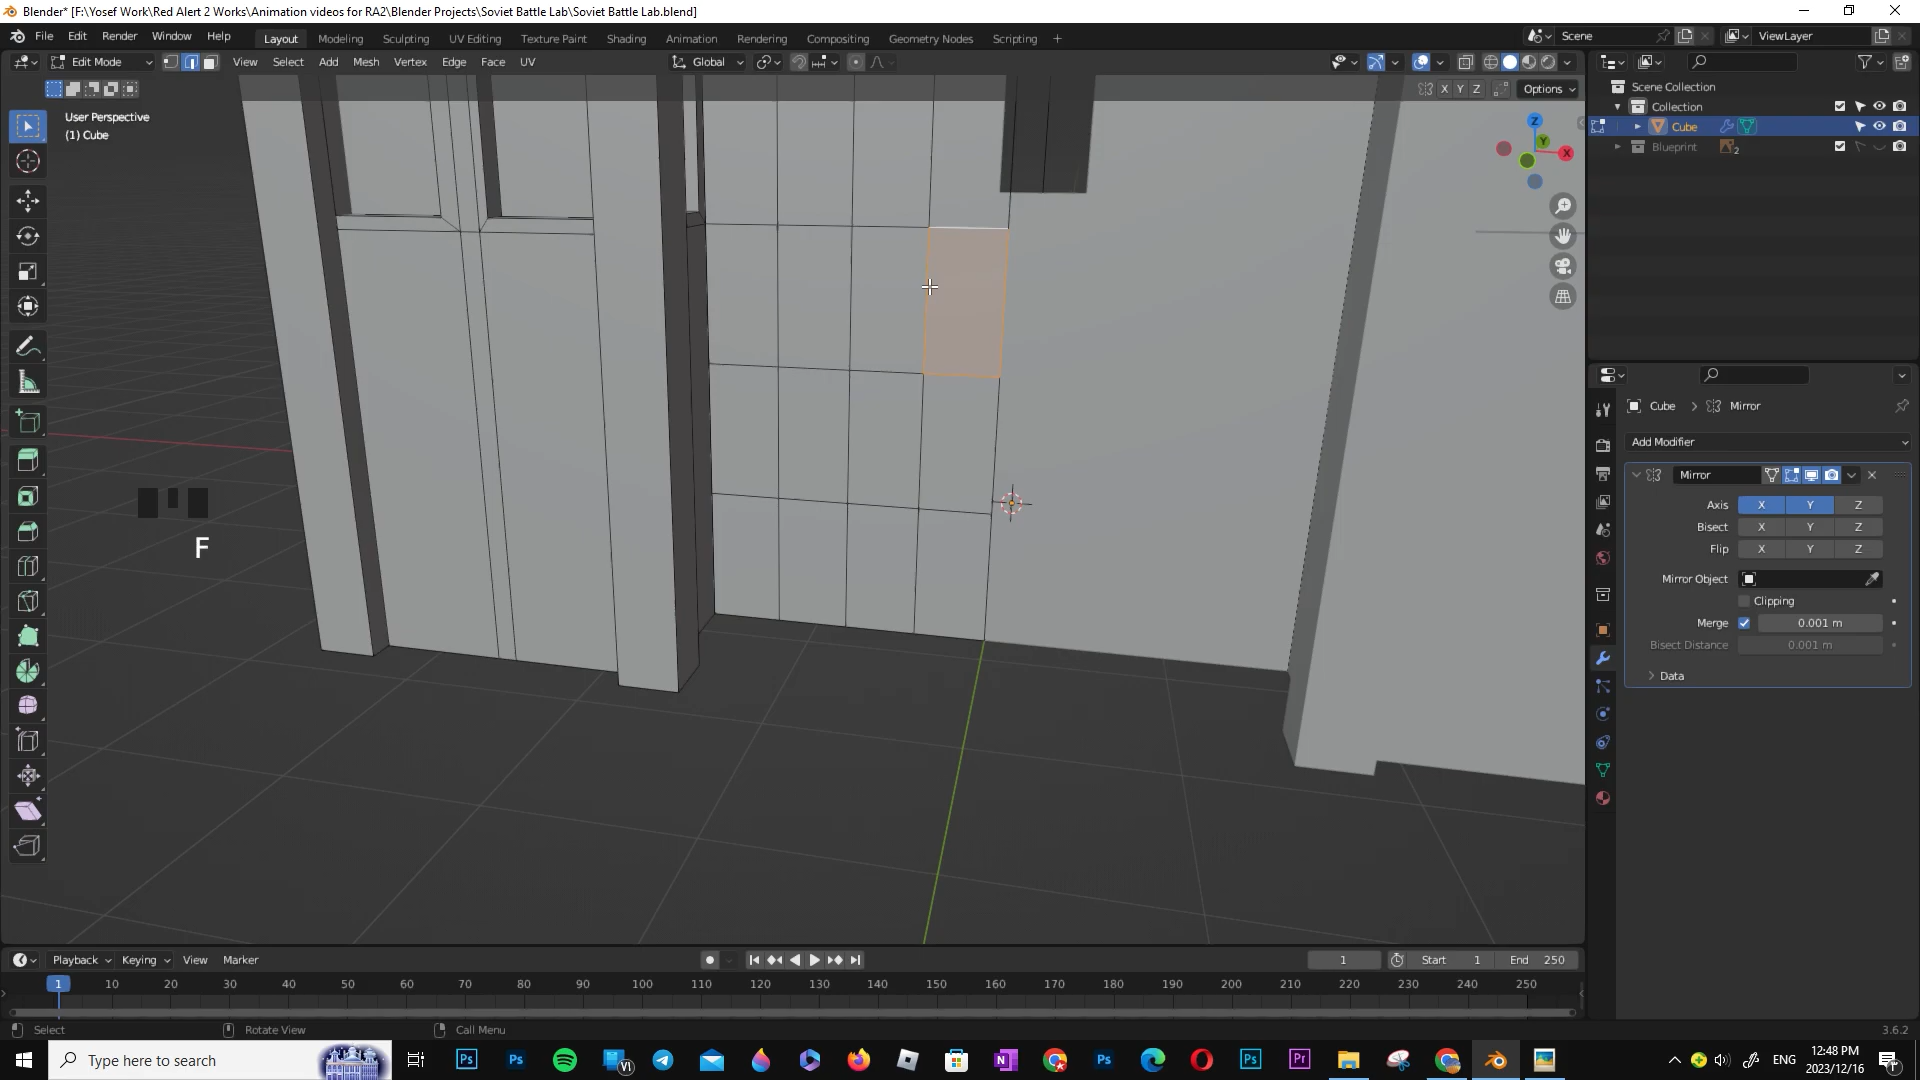 Blender* [F:\Yosef Work\Red Alert 2 Works\Animation videos for RA2\Blender Projects\Soviet Battle Lab\Soviet Battle Lab.blend]
File Edit Render Window Help Layout Modeling Sculpting UV Editing Texture Paint Shading Animation Rendering Compositing Geometry Nodes Scripting + Scene ViewLayer
Edit Mode View Select Add Mesh Vertex Edge Face UV Global
X Y Z Options
User Perspective
(1) Cube
Z
Y
X
F
Scene Collection
Collection
Cube
Blueprint 2
Cube > Mirror
Add Modifier
Mirror
Axis X Y Z
Bisect X Y Z
Flip X Y Z
Mirror Object
Clipping
Merge 0.001 m
Bisect Distance 0.001 m
Data
Playback Keying View Marker 1 Start 1 End 250
1 10 20 30 40 50 60 70 80 90 100 110 120 130 140 150 160 170 180 190 200 210 220 230 240 250
Select Rotate View Call Menu 3.6.2
Type here to search
ENG
12:48 PM
2023/12/16